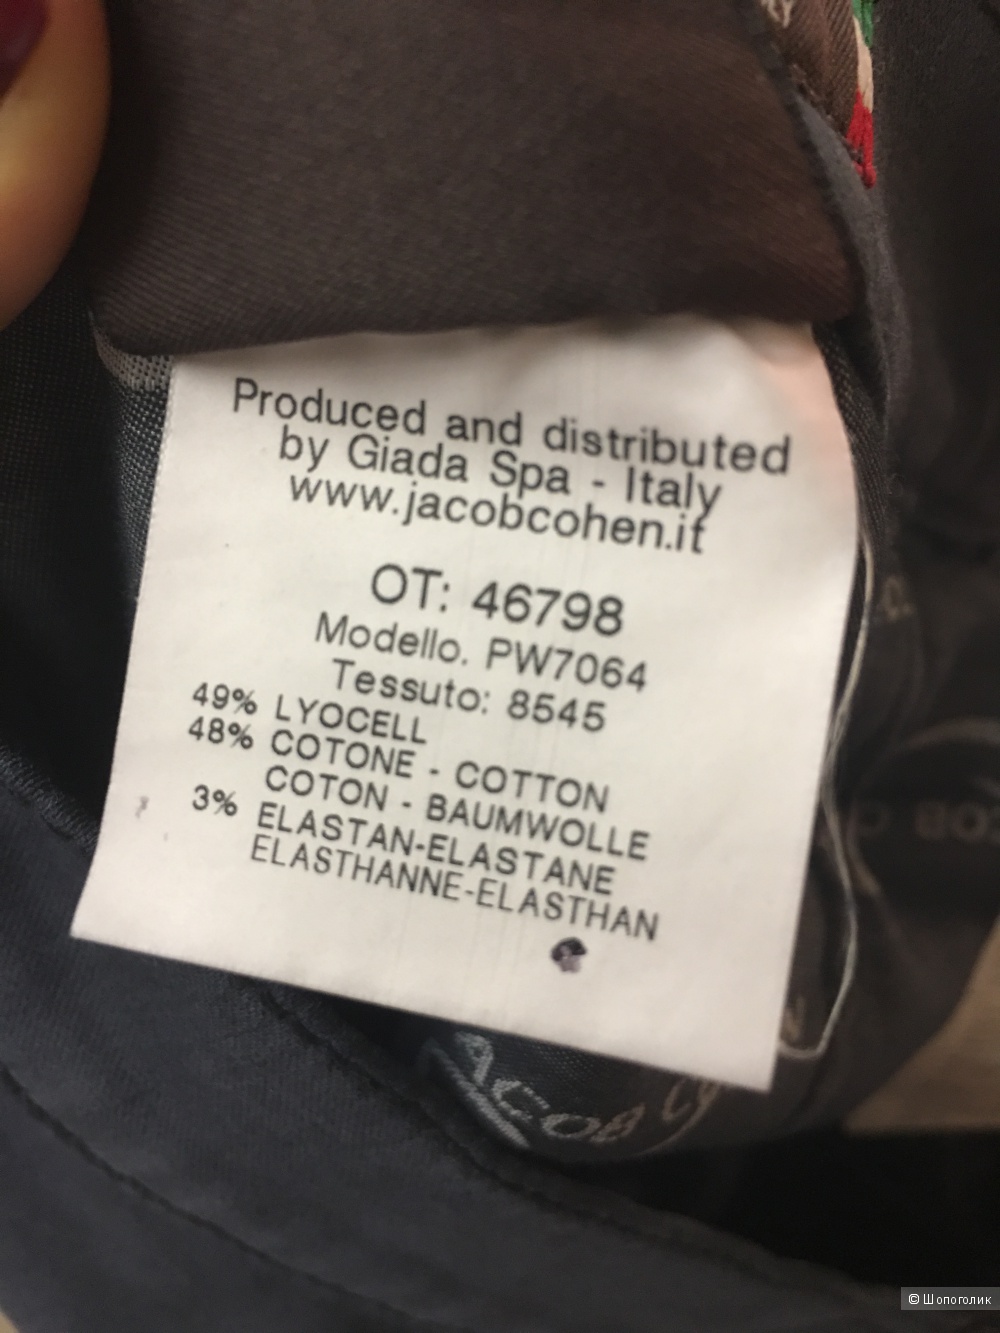 Produced and distributed
by Giada Spa - Italy
www.jacobcohen.it
OT: 46798
Modello. PW7064
Tessuto: 8545
49% LYOCELL
48% COTONE - COTTON
COTON - BAUMWOLLE
3% ELASTAN-ELASTANE
ELASTHANNE-ELASTHAN
JACOB
© Шопоголик